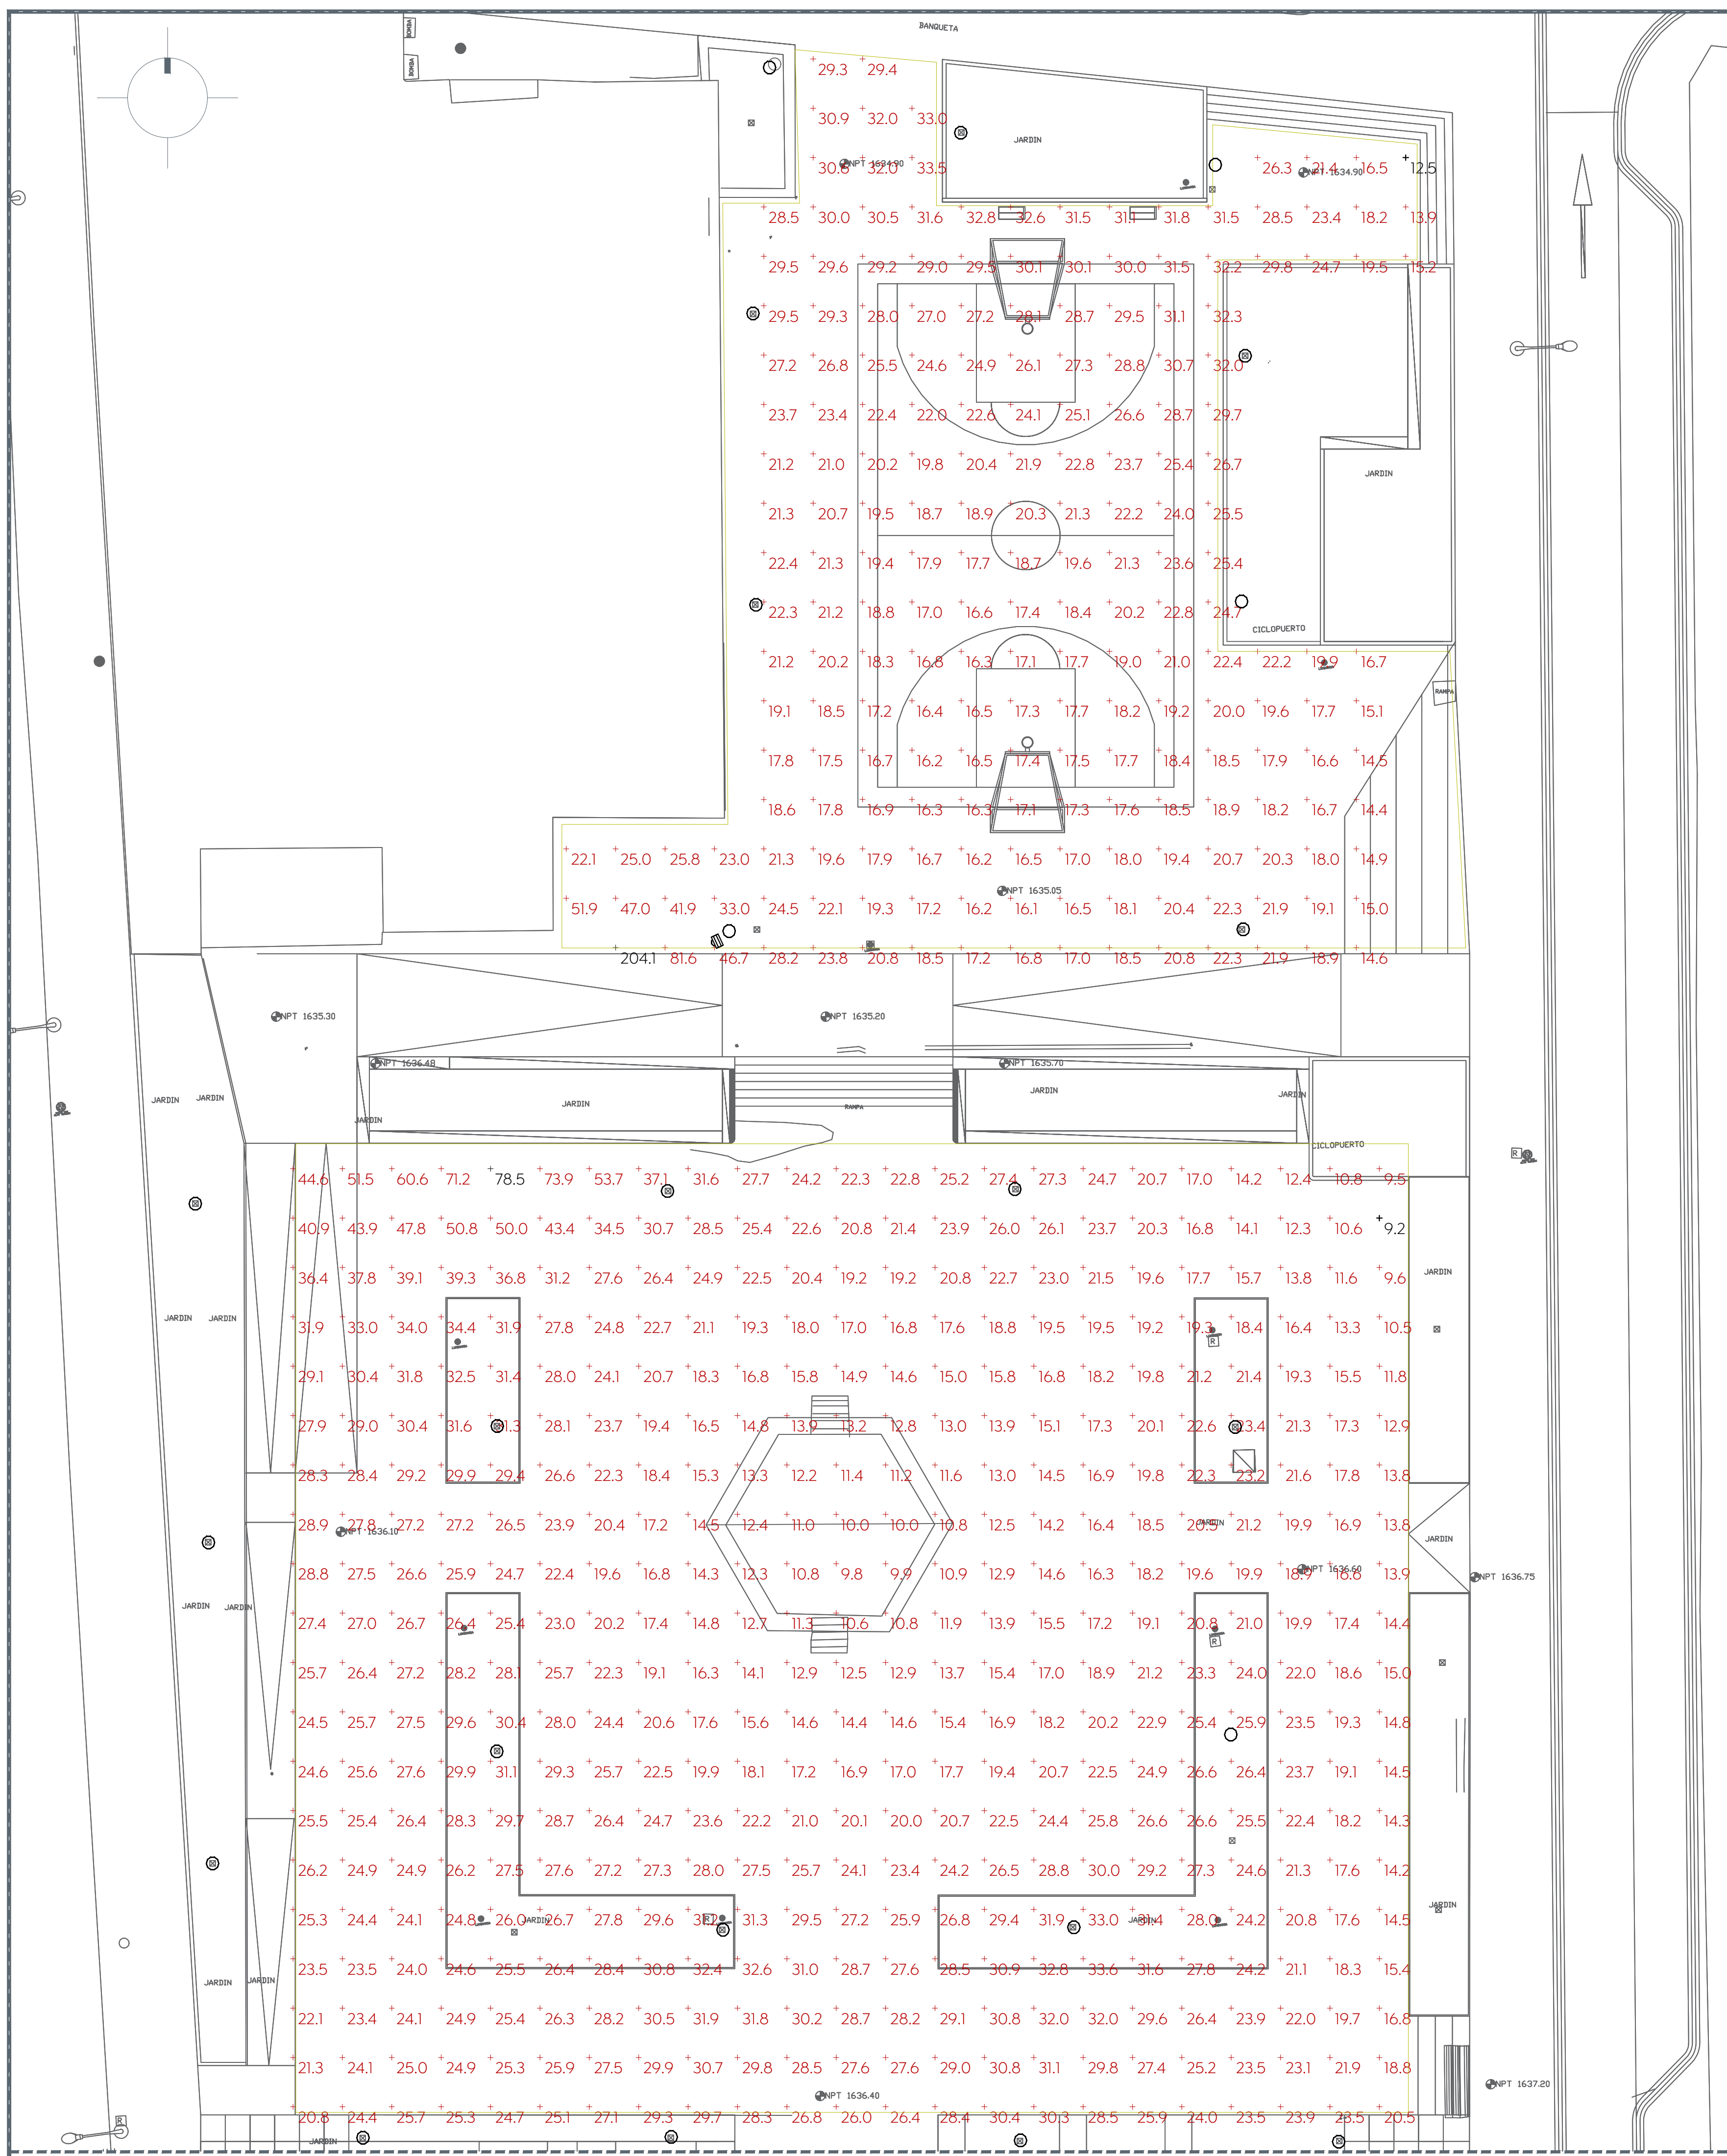 BANQUETA
BOMBA
BOMBA
29.3 29.4
30.9 32.0 33.0
JARDIN
NPT 1634.90
32.0 33.5 26.3 21.4 16.5 12.5
NPT 1634.90
28.5 30.0 30.5 31.6 32.8 32.6 31.5 31.1 31.8 31.5 28.5 23.4 18.2 13.9
29.5 29.6 29.2 29.0 29.5 30.1 30.1 30.0 31.5 32.2 29.8 24.7 19.5 15.2
29.5 29.3 28.0 27.0 27.2 28.1 28.7 29.5 31.1 32.3
27.2 26.8 25.5 24.6 24.9 26.1 27.3 28.8 30.7 32.0
23.7 23.4 22.4 22.0 22.6 24.1 25.1 26.6 28.7 29.7
21.2 21.0 20.2 19.8 20.4 21.9 22.8 23.7 25.4 26.7
JARDIN
21.3 20.7 19.5 18.7 18.9 20.3 21.3 22.2 24.0 25.5
22.4 21.3 19.4 17.9 17.7 18.7 19.6 21.3 23.6 25.4
22.3 21.2 18.8 17.0 16.6 17.4 18.4 20.2 22.8 24.7
CICLOPUERTO
21.2 20.2 18.3 16.8 16.3 17.1 17.7 19.0 21.0 22.4 22.2 19.9 16.7
RAMPA
19.1 18.5 17.2 16.4 16.5 17.3 17.7 18.2 19.2 20.0 19.6 17.7 15.1
17.8 17.5 16.7 16.2 16.5 17.4 17.5 17.7 18.4 18.5 17.9 16.6 14.5
18.6 17.8 16.9 16.3 16.3 17.1 17.3 17.6 18.5 18.9 18.2 16.7 14.4
22.1 25.0 25.8 23.0 21.3 19.6 17.9 16.7 16.2 16.5 17.0 18.0 19.4 20.7 20.3 18.0 14.9
NPT 1635.05
51.9 47.0 41.9 33.0 24.5 22.1 19.3 17.2 16.2 16.1 16.5 18.1 20.4 22.3 21.9 19.1 15.0
204.1 81.6 46.7 28.2 23.8 20.8 18.5 17.2 16.8 17.0 18.5 20.8 22.3 21.9 18.9 14.6
NPT 1635.30 NPT 1635.20
NPT 1636.48 NPT 1635.70
JARDIN JARDIN JARDIN JARDIN JARDIN
RAMPA
JARDIN
CICLOPUERTO
R
44.6 51.5 60.6 71.2 78.5 73.9 53.7 37.1 31.6 27.7 24.2 22.3 22.8 25.2 27.4 27.3 24.7 20.7 17.0 14.2 12.4 10.8 9.5
40.9 43.9 47.8 50.8 50.0 43.4 34.5 30.7 28.5 25.4 22.6 20.8 21.4 23.9 26.0 26.1 23.7 20.3 16.8 14.1 12.3 10.6 9.2
JARDIN
36.4 37.8 39.1 39.3 36.8 31.2 27.6 26.4 24.9 22.5 20.4 19.2 19.2 20.8 22.7 23.0 21.5 19.6 17.7 15.7 13.8 11.6 9.6
JARDIN JARDIN
31.9 33.0 34.0 34.4 31.9 27.8 24.8 22.7 21.1 19.3 18.0 17.0 16.8 17.6 18.8 19.5 19.5 19.2 19.3 18.4 16.4 13.3 10.5
R
29.1 30.4 31.8 32.5 31.4 28.0 24.1 20.7 18.3 16.8 15.8 14.9 14.6 15.0 15.8 16.8 18.2 19.8 21.2 21.4 19.3 15.5 11.8
27.9 29.0 30.4 31.6 31.3 28.1 23.7 19.4 16.5 14.8 13.9 13.2 12.8 13.0 13.9 15.1 17.3 20.1 22.6 23.4 21.3 17.3 12.9
28.3 28.4 29.2 29.9 29.4 26.6 22.3 18.4 15.3 13.3 12.2 11.4 11.2 11.6 13.0 14.5 16.9 19.8 22.3 23.2 21.6 17.8 13.8
28.9 27.8 27.2 27.2 26.5 23.9 20.4 17.2 14.5 12.4 11.0 10.0 10.0 10.8 12.5 14.2 16.4 18.5 20.5 21.2 19.9 16.9 13.8
NPT 1636.10 JARDIN JARDIN
28.8 27.5 26.6 25.9 24.7 22.4 19.6 16.8 14.3 12.3 10.8 9.8 9.9 10.9 12.9 14.6 16.3 18.2 19.6 19.9 18.9 16.6 13.9
NPT 1636.60 NPT 1636.75
JARDIN JARDIN
27.4 27.0 26.7 26.4 25.4 23.0 20.2 17.4 14.8 12.7 11.3 10.6 10.8 11.9 13.9 15.5 17.2 19.1 20.8 21.0 19.9 17.4 14.4
R
25.7 26.4 27.2 28.2 28.1 25.7 22.3 19.1 16.3 14.1 12.9 12.5 12.9 13.7 15.4 17.0 18.9 21.2 23.3 24.0 22.0 18.6 15.0
24.5 25.7 27.5 29.6 30.4 28.0 24.4 20.6 17.6 15.6 14.6 14.4 14.6 15.4 16.9 18.2 20.2 22.9 25.4 25.9 23.5 19.3 14.8
24.6 25.6 27.6 29.9 31.1 29.3 25.7 22.5 19.9 18.1 17.2 16.9 17.0 17.7 19.4 20.7 22.5 24.9 26.6 26.4 23.7 19.1 14.5
25.5 25.4 26.4 28.3 29.7 28.7 26.4 24.7 23.6 22.2 21.0 20.1 20.0 20.7 22.5 24.4 25.8 26.6 26.6 25.5 22.4 18.2 14.3
26.2 24.9 24.9 26.2 27.5 27.6 27.2 27.3 28.0 27.5 25.7 24.1 23.4 24.2 26.5 28.8 30.0 29.2 27.3 24.6 21.3 17.6 14.2
JARDIN
25.3 24.4 24.1 24.8 26.0 JARDIN 26.7 27.8 29.6 R 31.3 29.5 27.2 25.9 26.8 29.4 31.9 33.0 JARDIN 31.4 28.0 24.2 20.8 17.6 14.5
23.5 23.5 24.0 24.6 25.5 26.4 28.4 30.8 32.4 32.6 31.0 28.7 27.6 28.5 30.9 32.8 33.6 31.6 27.8 24.2 21.1 18.3 15.4
JARDIN JARDIN
22.1 23.4 24.1 24.9 25.4 26.3 28.2 30.5 31.9 31.8 30.2 28.7 28.2 29.1 30.8 32.0 32.0 29.6 26.4 23.9 22.0 19.7 16.8
21.3 24.1 25.0 24.9 25.3 25.9 27.5 29.9 30.7 29.8 28.5 27.6 27.6 29.0 30.8 31.1 29.8 27.4 25.2 23.5 23.1 21.9 18.8
NPT 1637.20
NPT 1636.40
R
20.8 24.4 25.7 25.3 24.7 25.1 27.1 29.3 29.7 28.3 26.8 26.0 26.4 28.4 30.4 30.3 28.5 25.9 24.0 23.5 23.9 23.5 20.5
JARDIN